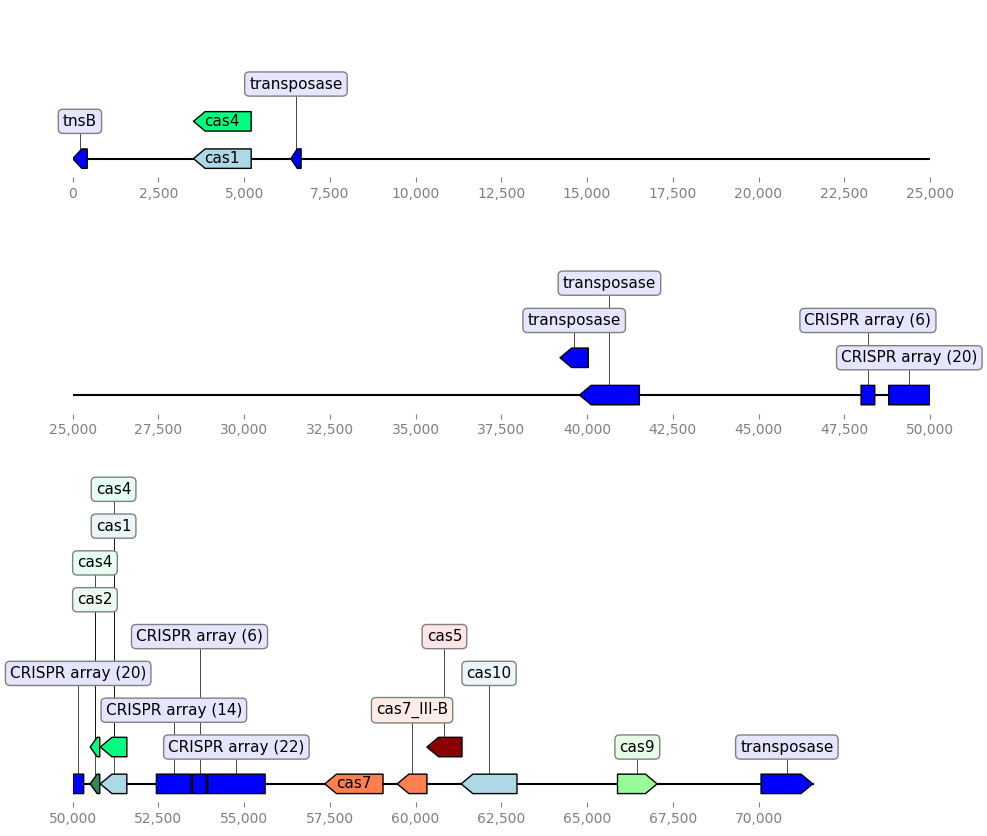 transposase
tnsB
cas4
cas1
0 2,500 5,000 7,500 10,000 12,500 15,000 17,500 20,000 22,500 25,000
transposase
transposase
CRISPR array (6)
CRISPR array (20)
25,000 27,500 30,000 32,500 35,000 37,500 40,000 42,500 45,000 47,500 50,000
cas4
cas1
cas4
cas2
CRISPR array (6)
cas5
CRISPR array (20)
cas10
CRISPR array (14)
cas7_III-B
CRISPR array (22)
cas9
transposase
cas7
50,000 52,500 55,000 57,500 60,000 62,500 65,000 67,500 70,000